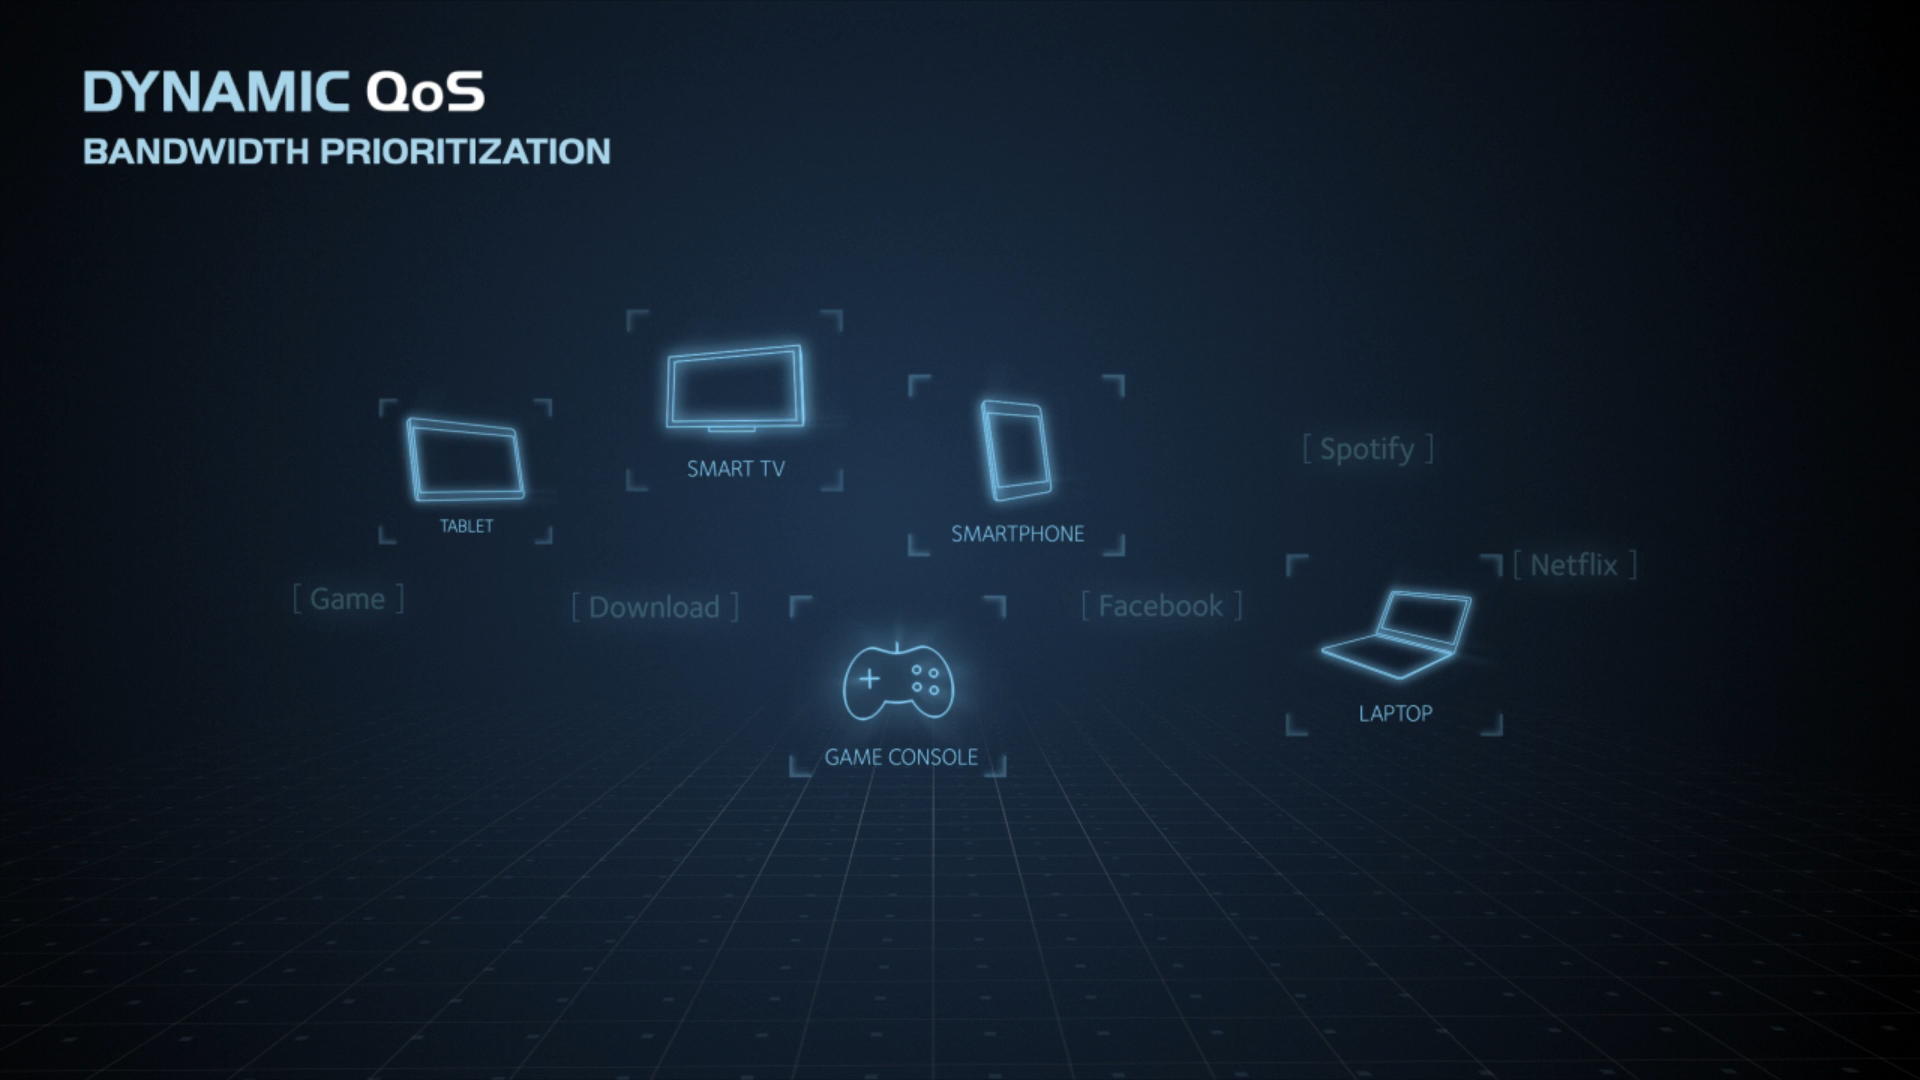 DYNAMIC QoS
BANDWIDTH PRIORITIZATION
SMART TV
TABLET
SMARTPHONE
[ Spotify ]
[ Netflix ]
[ Game ]
[ Download ]
[ Facebook ]
LAPTOP
GAME CONSOLE